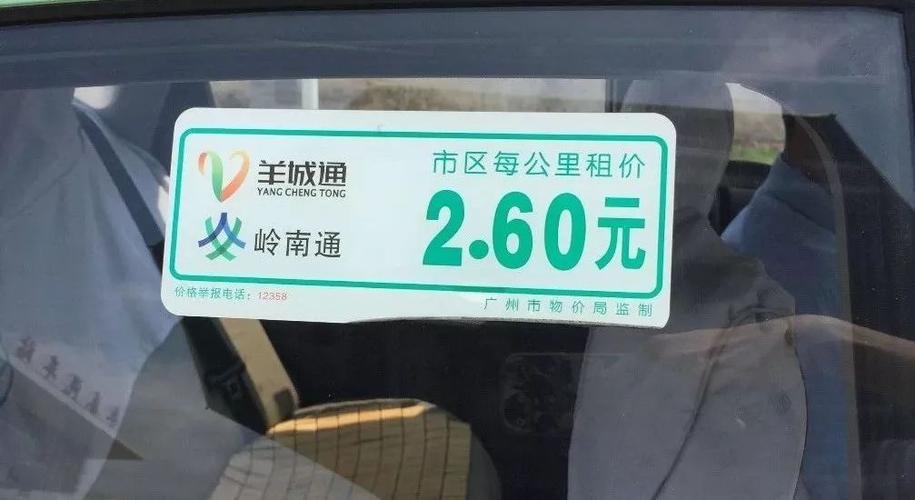 羊城通
YANG CHENG TONG
岭南通
市区每公里租价
2.60元
价格举报电话：12358
广州市物价局监制